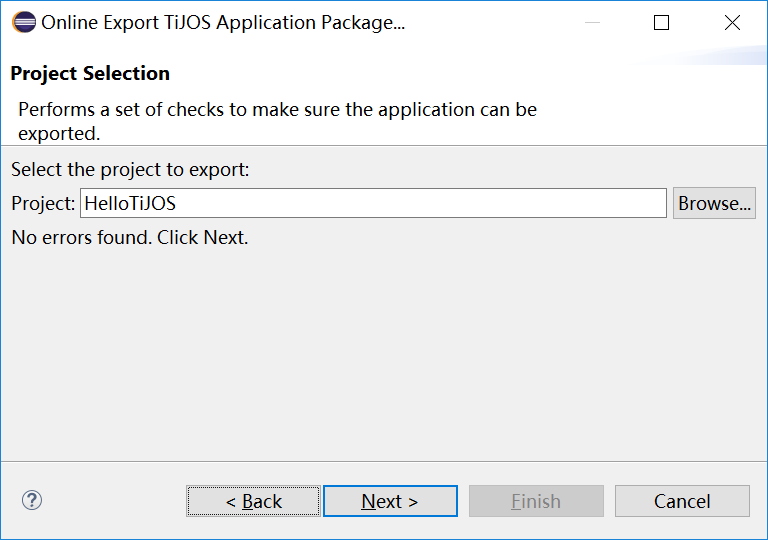 Online Export TiJOS Application Package...
Project Selection
Performs a set of checks to make sure the application can be
exported.
Select the project to export:
Project: HelloTiJOS Browse...
No errors found. Click Next.
? < Back Next > Finish Cancel